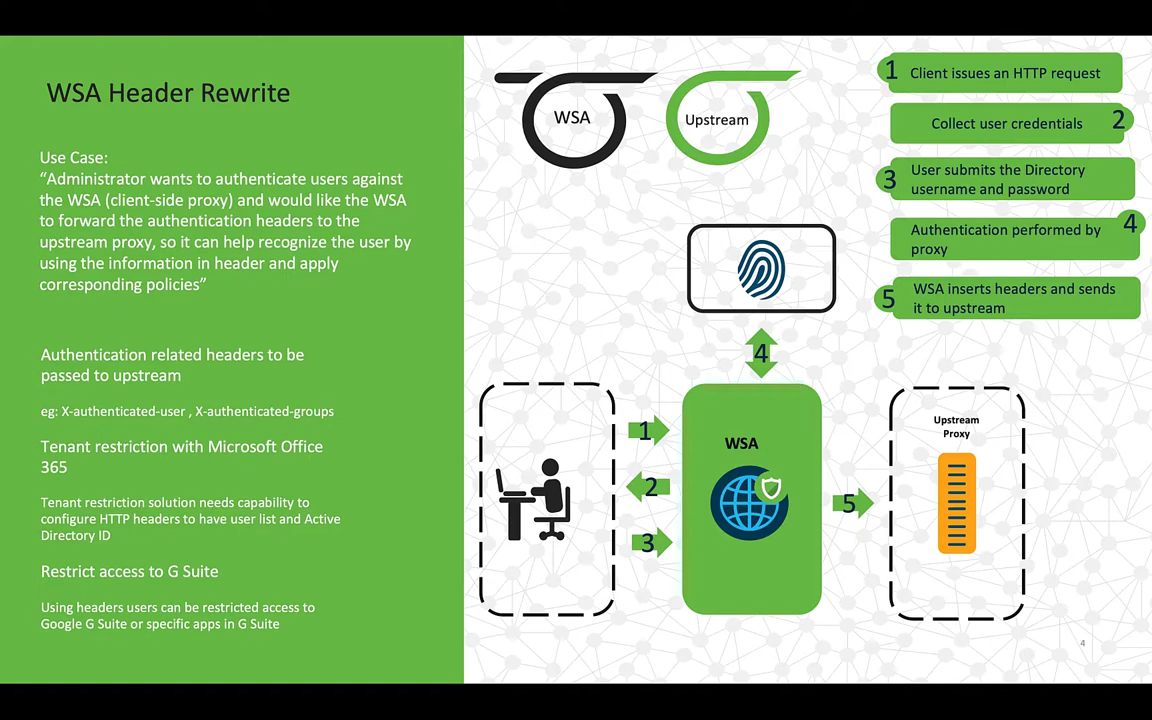 WSA Header Rewrite
Use Case:
“Administrator wants to authenticate users against
the WSA (client-side proxy) and would like the WSA
to forward the authentication headers to the
upstream proxy, so it can help recognize the user by
using the information in header and apply
corresponding policies”
Authentication related headers to be
passed to upstream
eg: X-authenticated-user , X-authenticated-groups
Tenant restriction with Microsoft Office
365
Tenant restriction solution needs capability to
configure HTTP headers to have user list and Active
Directory ID
Restrict access to G Suite
Using headers users can be restricted access to
Google G Suite or specific apps in G Suite
WSA
Upstream
1 Client issues an HTTP request
Collect user credentials 2
3 User submits the Directory
username and password
Authentication performed by 4
proxy
5 WSA inserts headers and sends
it to upstream
4
1
2
3
WSA
5
Upstream
Proxy
4